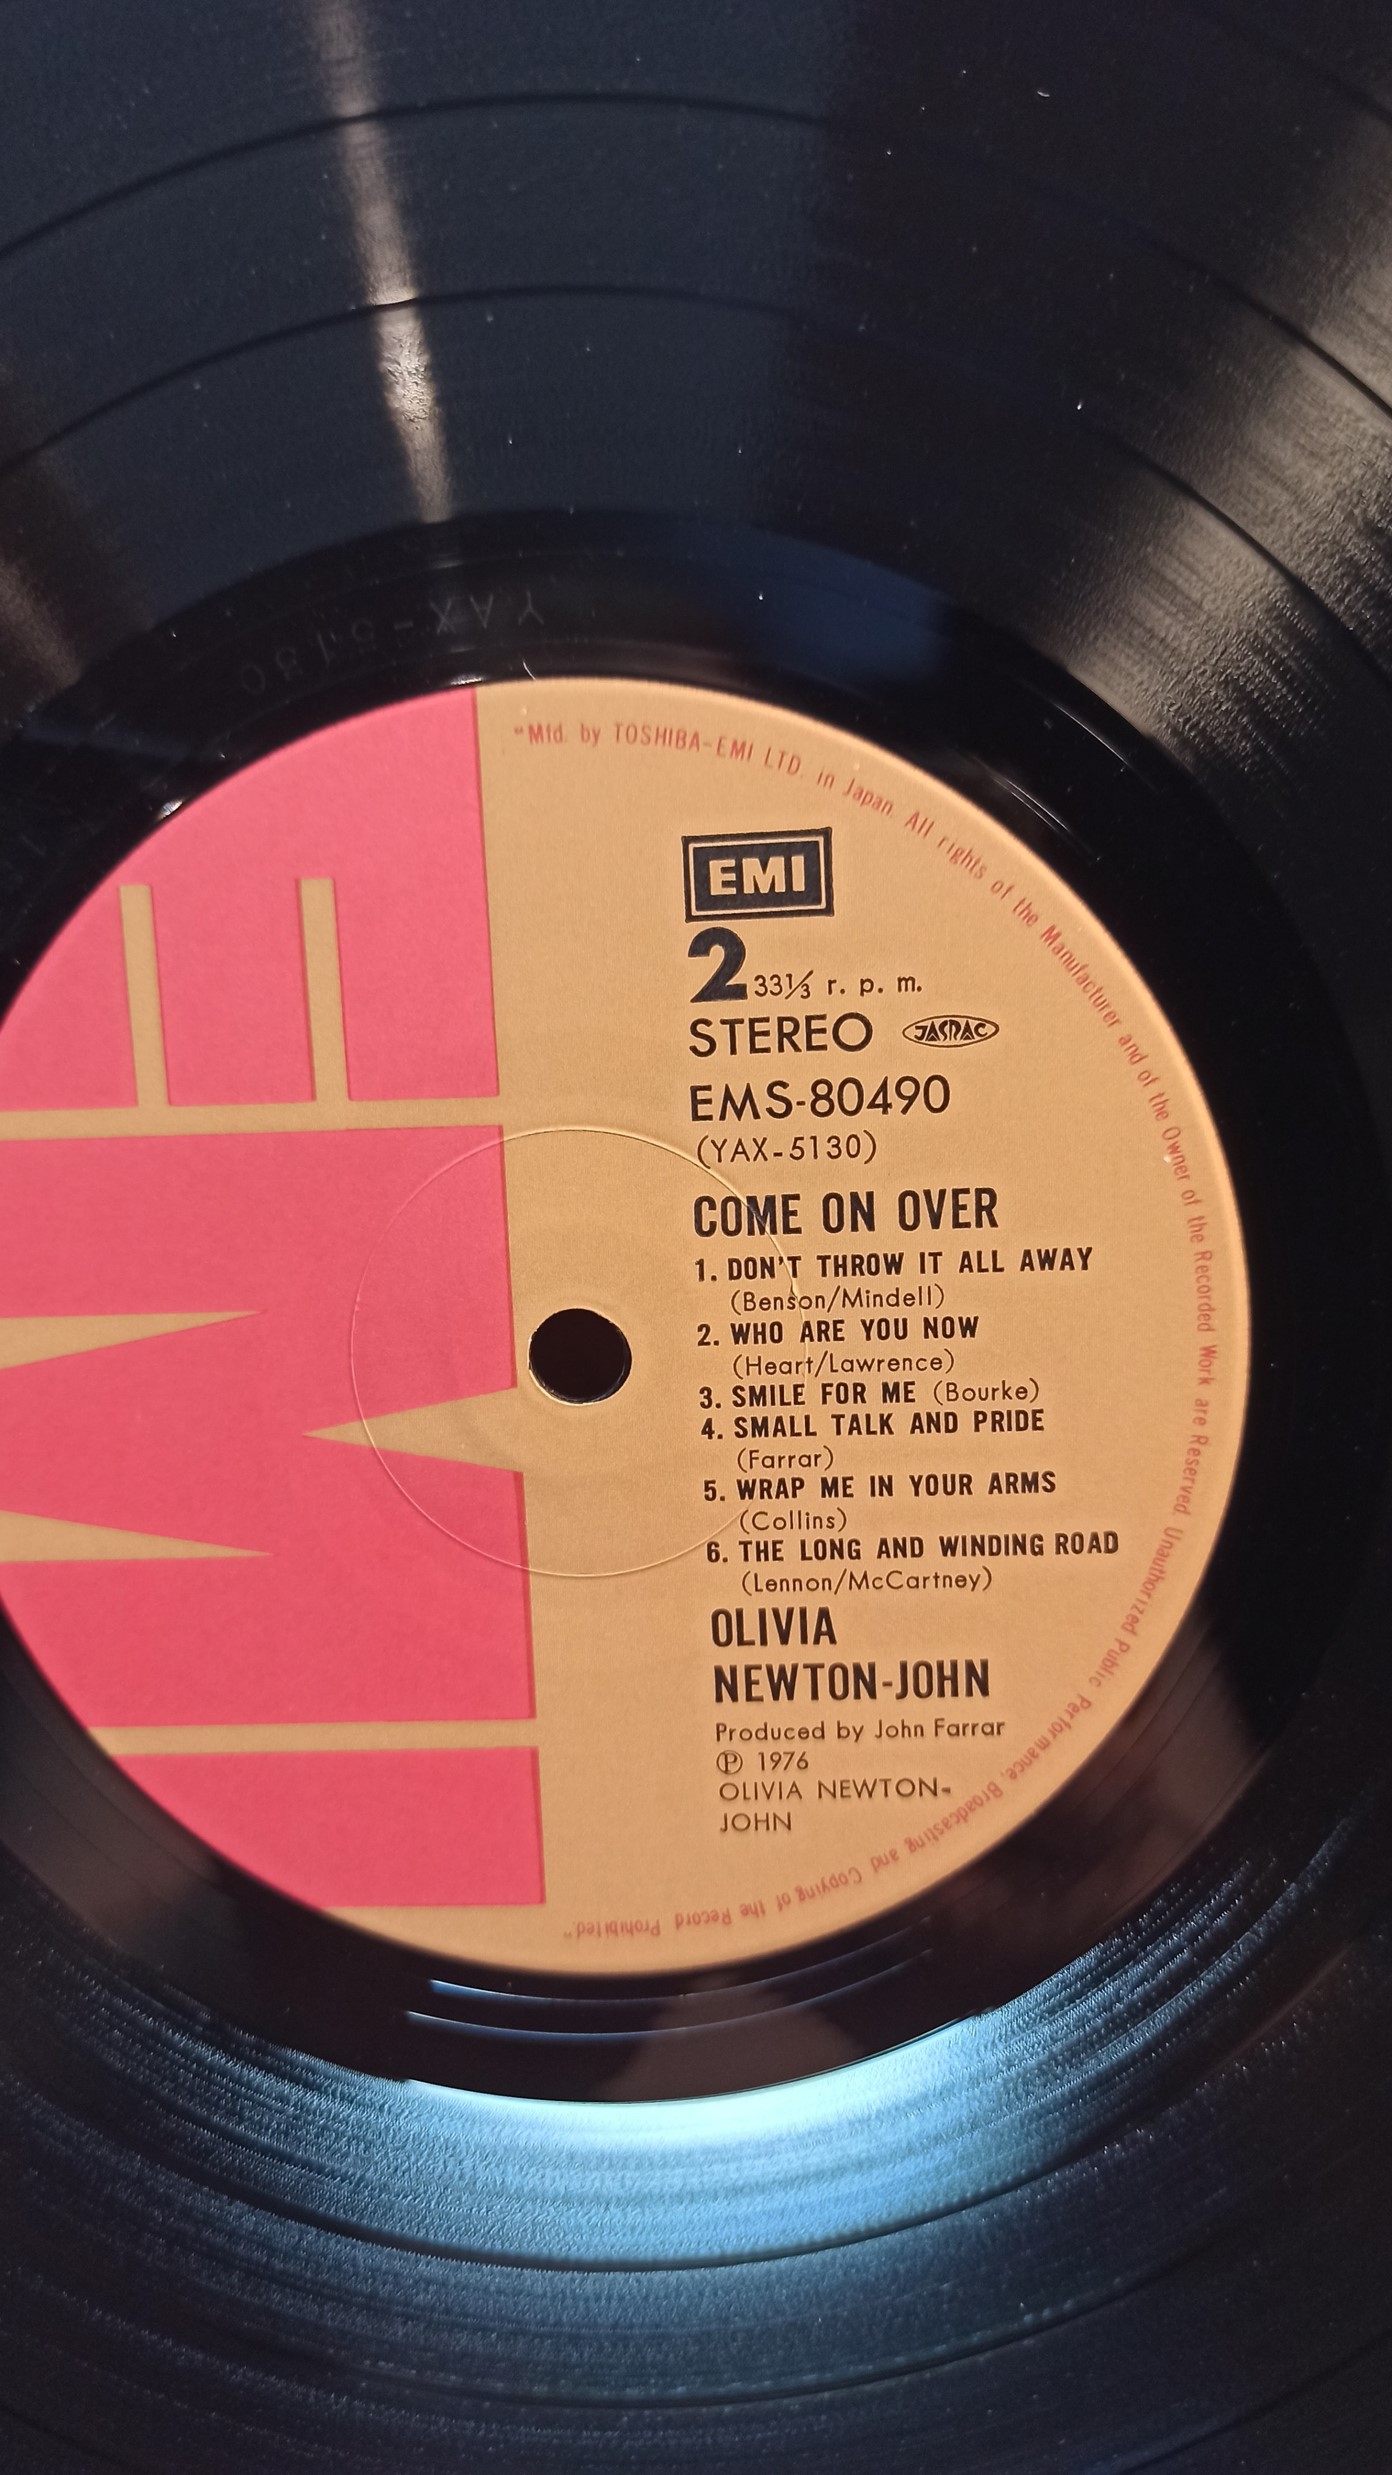 YAX-5130
"Mfd. by TOSHIBA-EMI LTD. in Japan. All rights of the Manufacturer and of the Owner of the Recorded Work are Reserved. Unauthorized Public Performance, Broadcasting and Copying of the Record Prohibited."
EMI
EMI
2 33⅓ r. p. m.
STEREO JASRAC
EMS-80490
(YAX-5130)
COME ON OVER
1. DON'T THROW IT ALL AWAY
(Benson/Mindell)
2. WHO ARE YOU NOW
(Heart/Lawrence)
3. SMILE FOR ME (Bourke)
4. SMALL TALK AND PRIDE
(Farrar)
5. WRAP ME IN YOUR ARMS
(Collins)
6. THE LONG AND WINDING ROAD
(Lennon/McCartney)
OLIVIA
NEWTON-JOHN
Produced by John Farrar
Ⓟ 1976
OLIVIA NEWTON-
JOHN